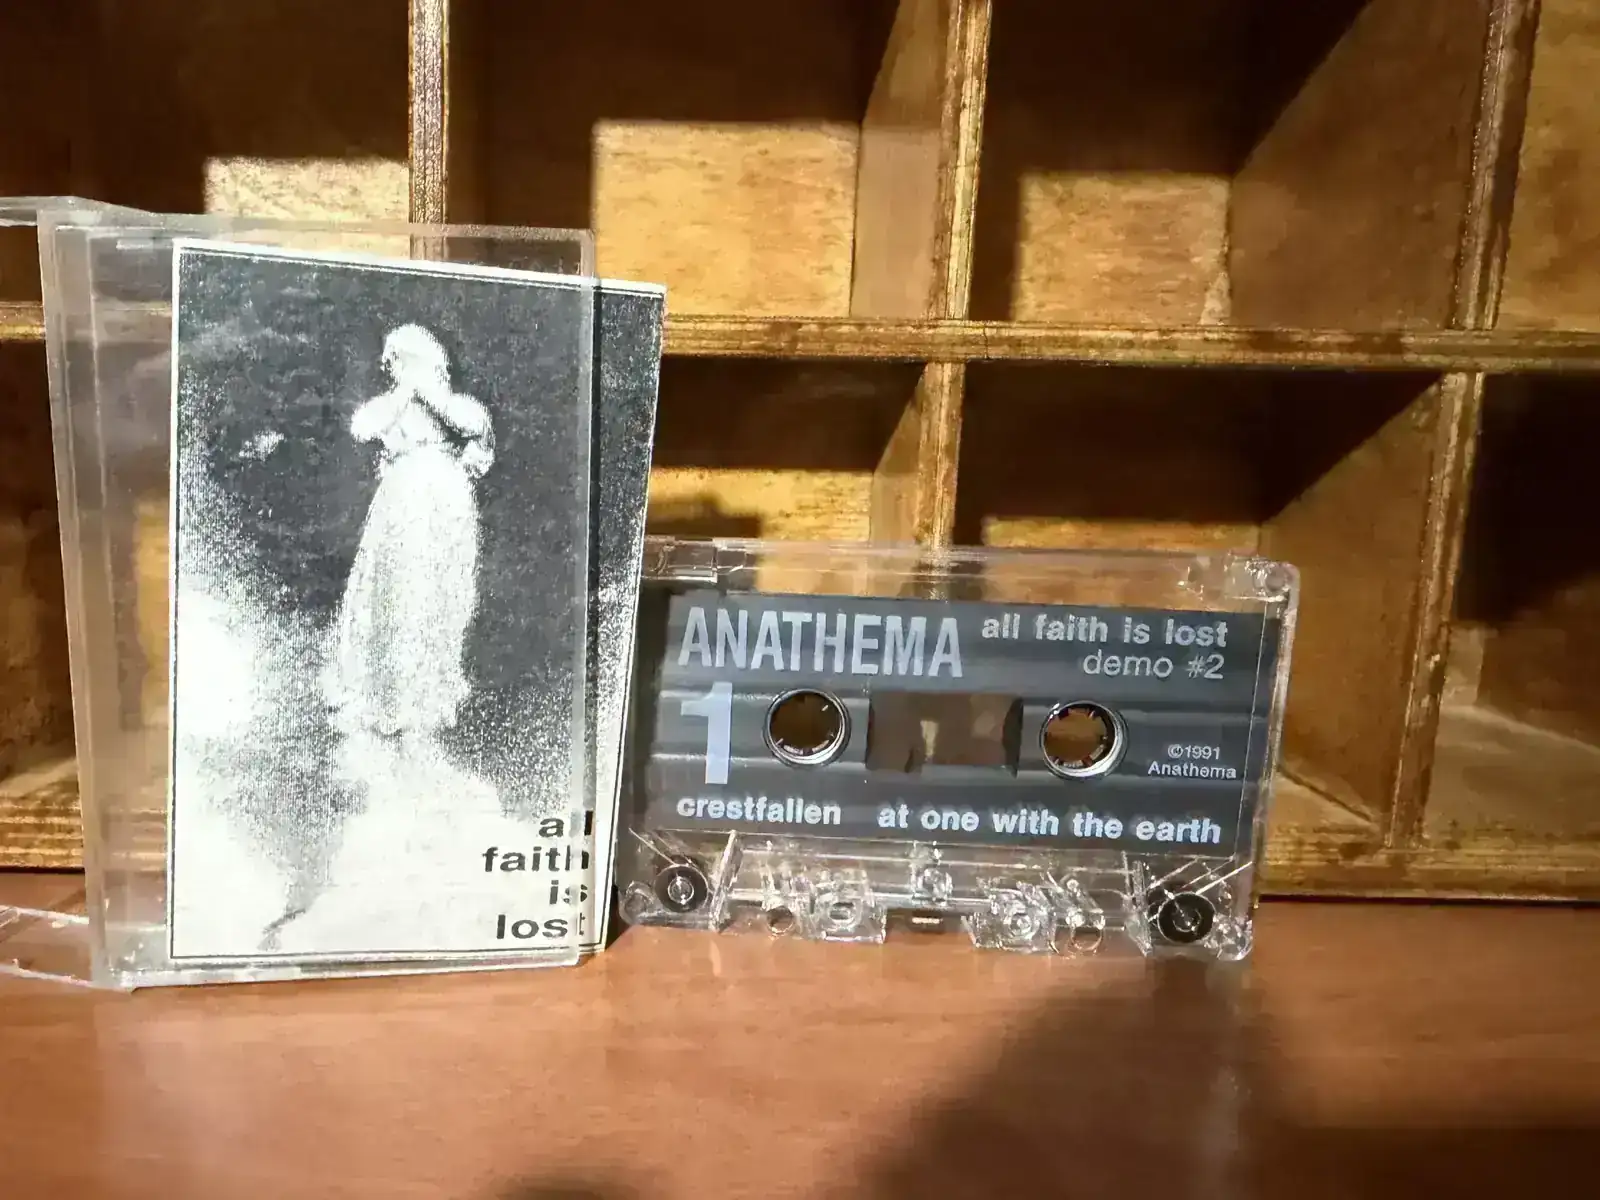 all
faith
is
lost
ANATHEMA
all faith is lost
demo #2
1
©1991
Anathema
crestfallen at one with the earth